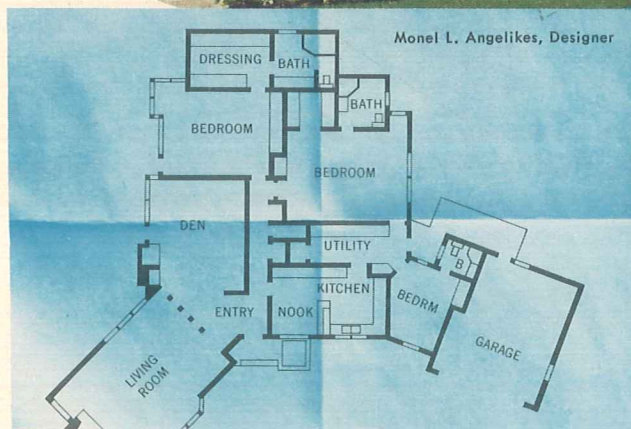 Monel L. Angelikes, Designer
DRESSING
BATH
BATH
BEDROOM
BEDROOM
DEN
UTILITY
B
KITCHEN
BEDRM
ENTRY
NOOK
GARAGE
LIVING
ROOM